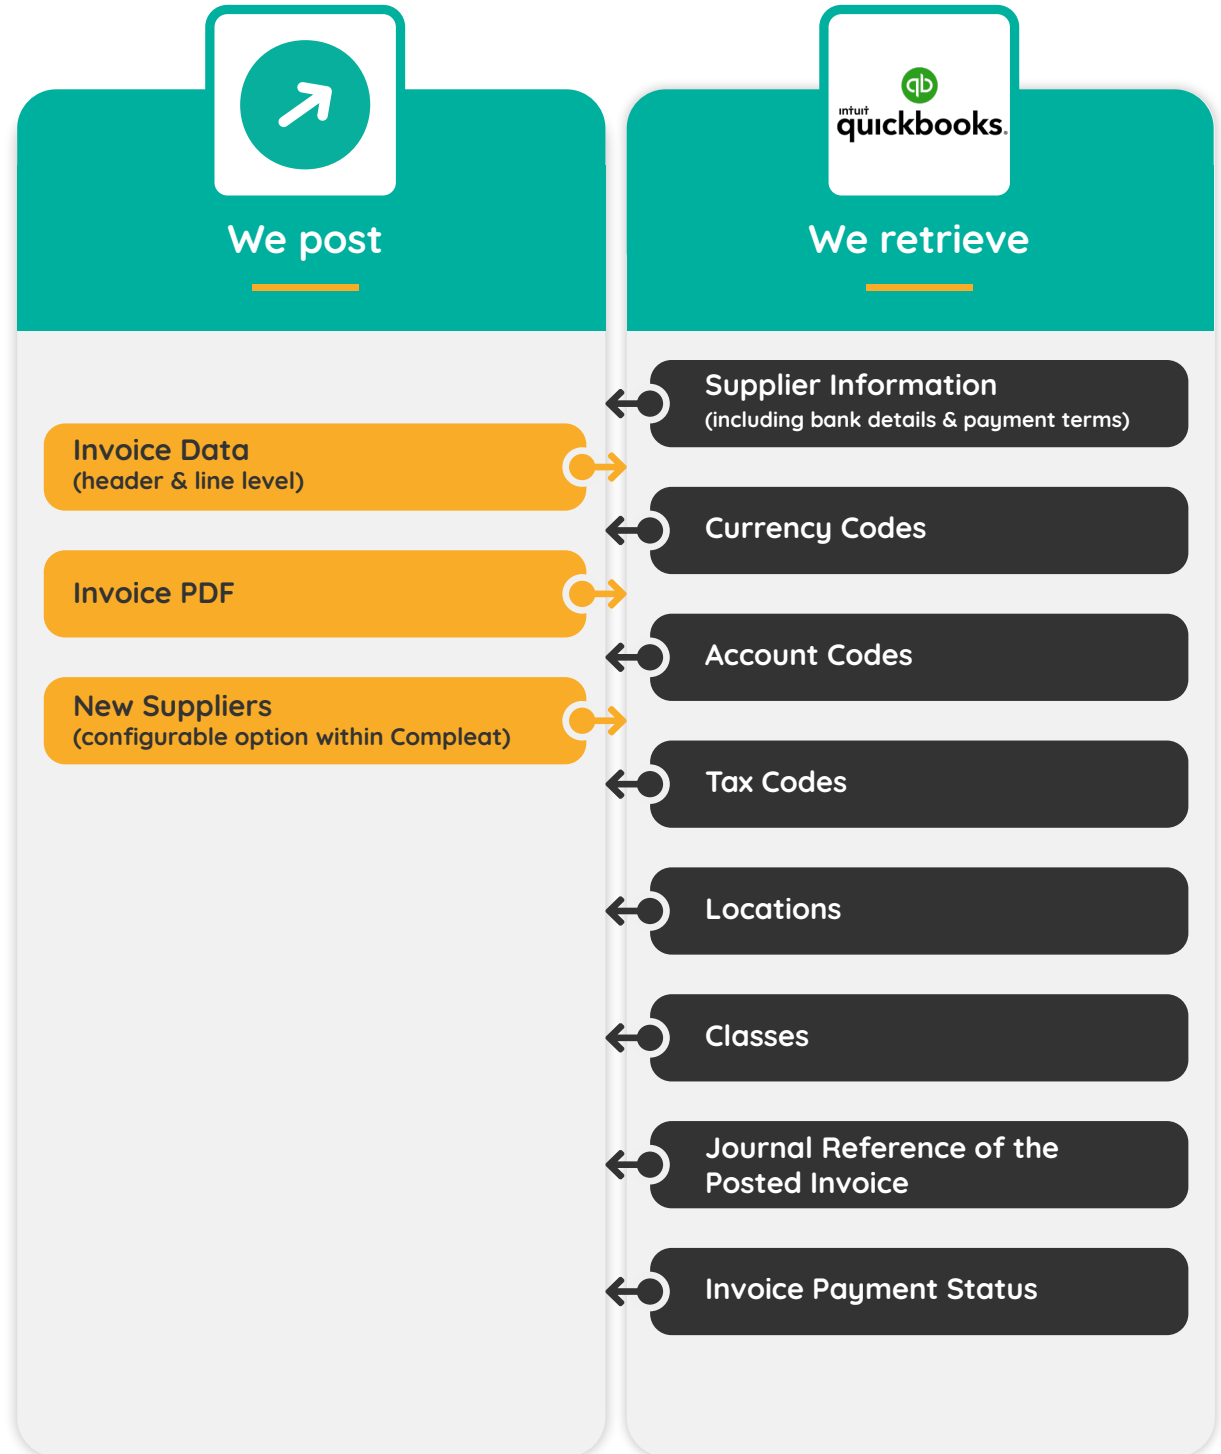 We post
Invoice Data
(header & line level)
Invoice PDF
New Suppliers
(configurable option within Compleat)
qb
intuit
quickbooks.
We retrieve
Supplier Information
(including bank details & payment terms)
Currency Codes
Account Codes
Tax Codes
Locations
Classes
Journal Reference of the
Posted Invoice
Invoice Payment Status